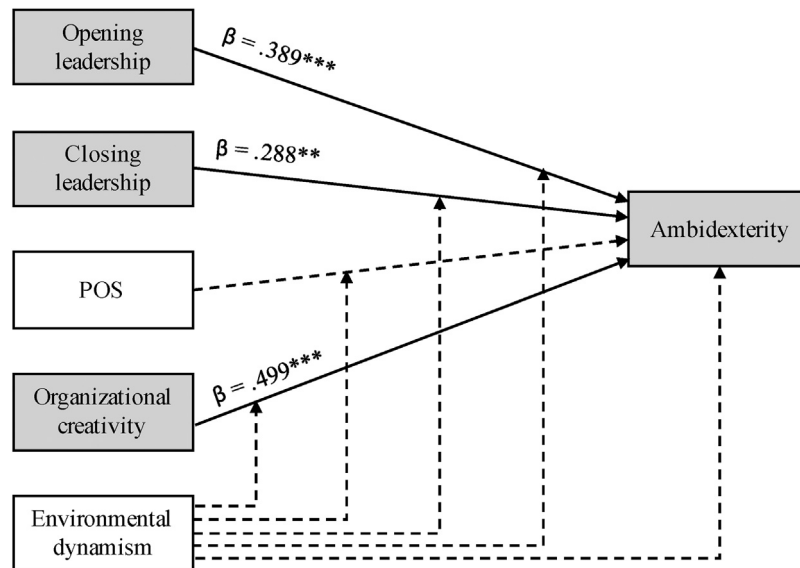 Opening
leadership
β = .389***
Closing
leadership
β = .288**
Ambidexterity
POS
β = .499***
Organizational
creativity
Environmental
dynamism